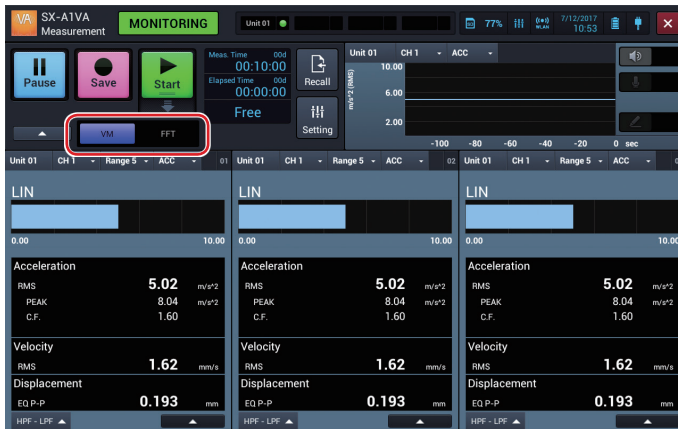 VA SX-A1VA
Measurement
MONITORING
Unit 01
77%
WLAN
7/12/2017
10:53
Pause
Save
Start
Meas. Time 00d
00:10:00
Elapsed Time 00d
00:00:00
Free
Recall
Setting
Unit 01 CH 1 ACC
m/s^2 (RMS)
10.00
6.00
2.00
-100 -80 -60 -40 -20 0 sec
VM FFT
Unit 01 CH 1 Range 5 ACC 01
LIN
0.00 10.00
Acceleration
RMS 5.02 m/s^2
PEAK 8.04 m/s^2
C.F. 1.60
Velocity
RMS 1.62 mm/s
Displacement
EQ P-P 0.193 mm
HPF - LPF
Unit 01 CH 1 Range 5 ACC 02
LIN
0.00 10.00
Acceleration
RMS 5.02 m/s^2
PEAK 8.04 m/s^2
C.F. 1.60
Velocity
RMS 1.62 mm/s
Displacement
EQ P-P 0.193 mm
HPF - LPF
Unit 01 CH 1 Range 5 ACC
LIN
0.00 10.00
Acceleration
RMS 5.02 m/s^2
PEAK 8.04 m/s^2
C.F. 1.60
Velocity
RMS 1.62 mm/s
Displacement
EQ P-P 0.193 mm
HPF - LPF